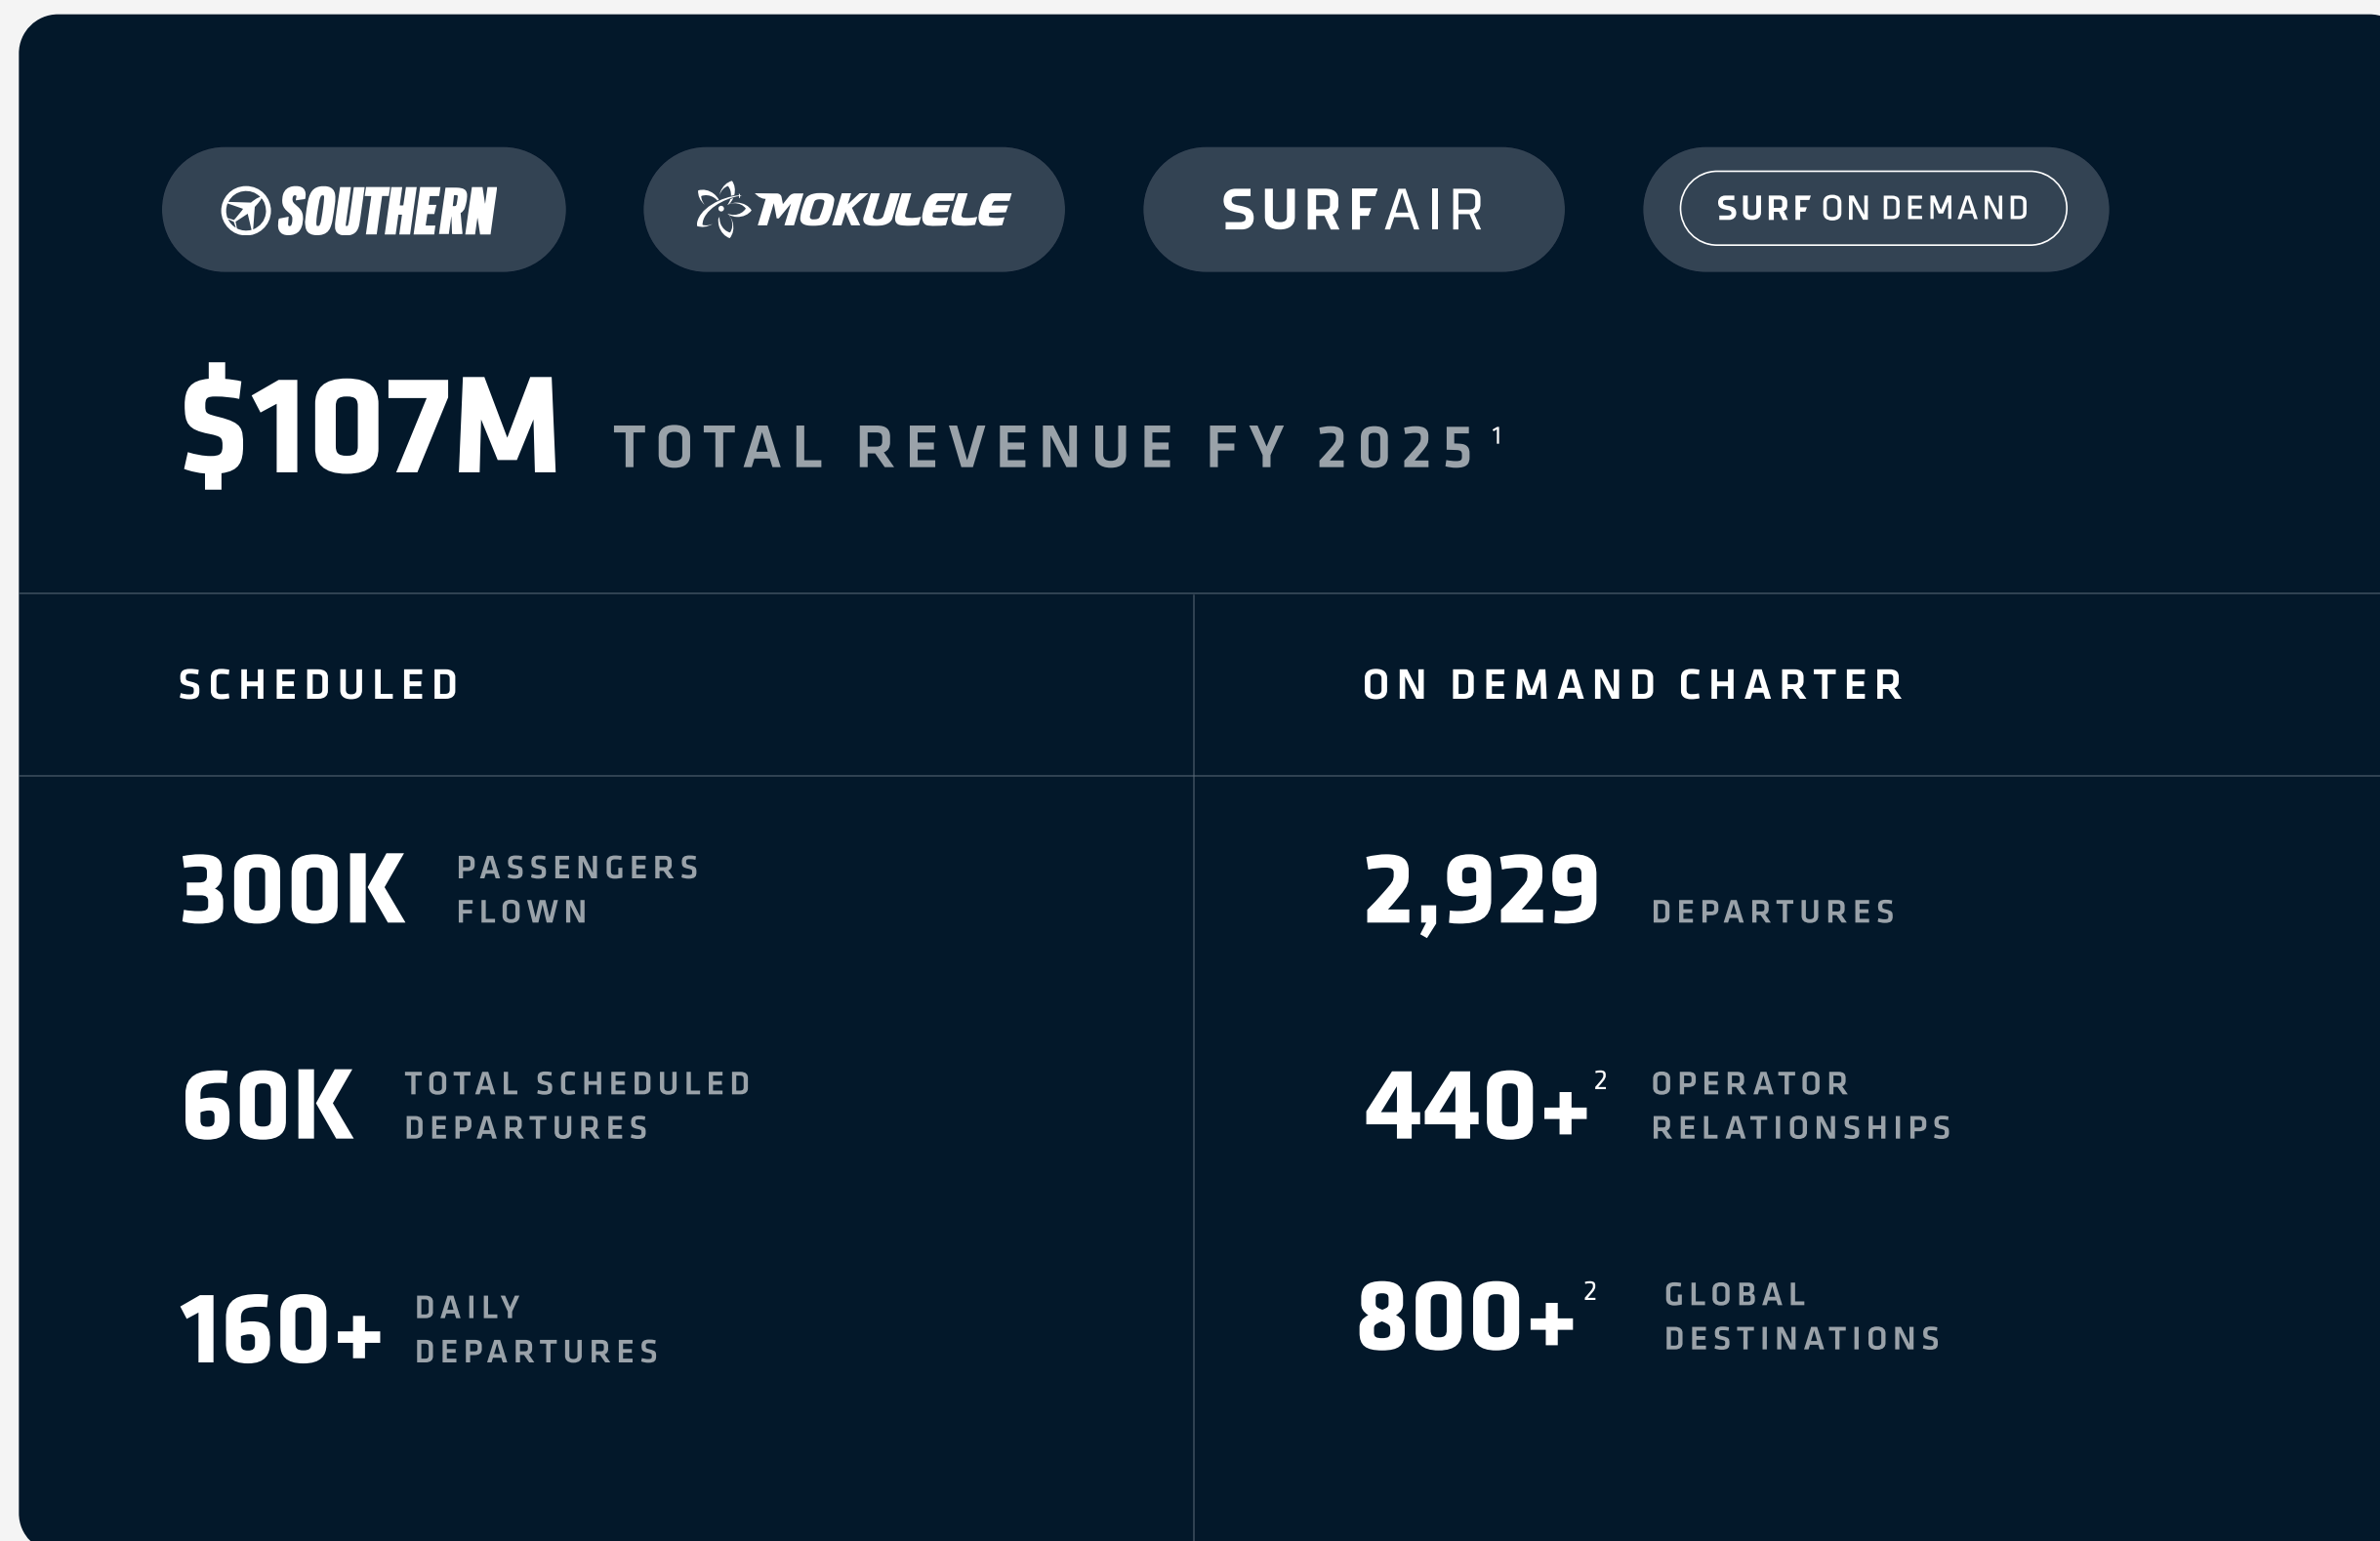 SOUTHERN
MOKULELE
SURFAIR
SURF ON DEMAND
$107M TOTAL REVENUE FY 2025 1
SCHEDULED
ON DEMAND CHARTER
300K PASSENGERS
FLOWN
60K TOTAL SCHEDULED
DEPARTURES
160+ DAILY
DEPARTURES
2,929 DEPARTURES
440+ 2 OPERATOR
RELATIONSHIPS
800+ 2 GLOBAL
DESTINATIONS